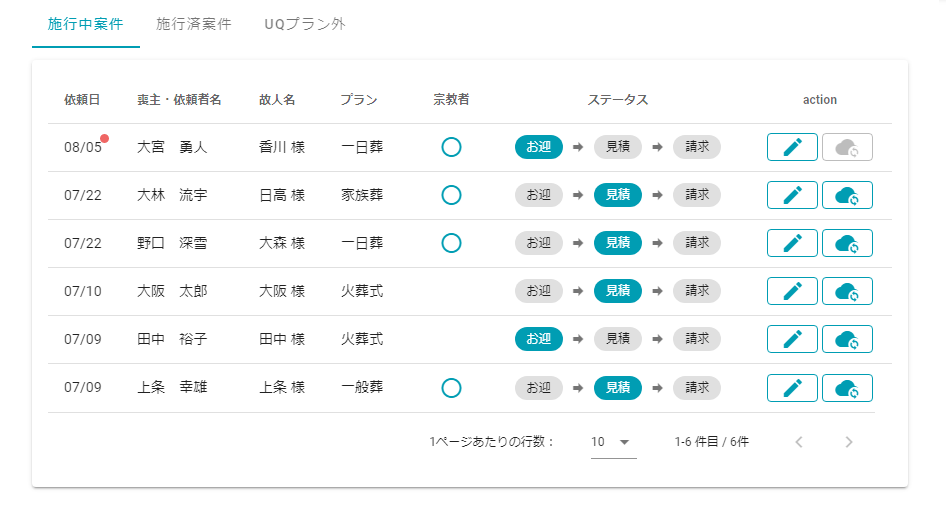 施行中案件 施行済案件 UQプラン外
依頼日 喪主・依頼者名 故人名 プラン 宗教者 ステータス action
08/05 大宮　勇人 香川 様 一日葬 お迎 見積 請求
07/22 大林　流宇 日高 様 家族葬 お迎 見積 請求
07/22 野口　深雪 大森 様 一日葬 お迎 見積 請求
07/10 大阪　太郎 大阪 様 火葬式 お迎 見積 請求
07/09 田中　裕子 田中 様 火葬式 お迎 見積 請求
07/09 上条　幸雄 上条 様 一般葬 お迎 見積 請求
1ページあたりの行数： 10 1-6 件目 / 6件